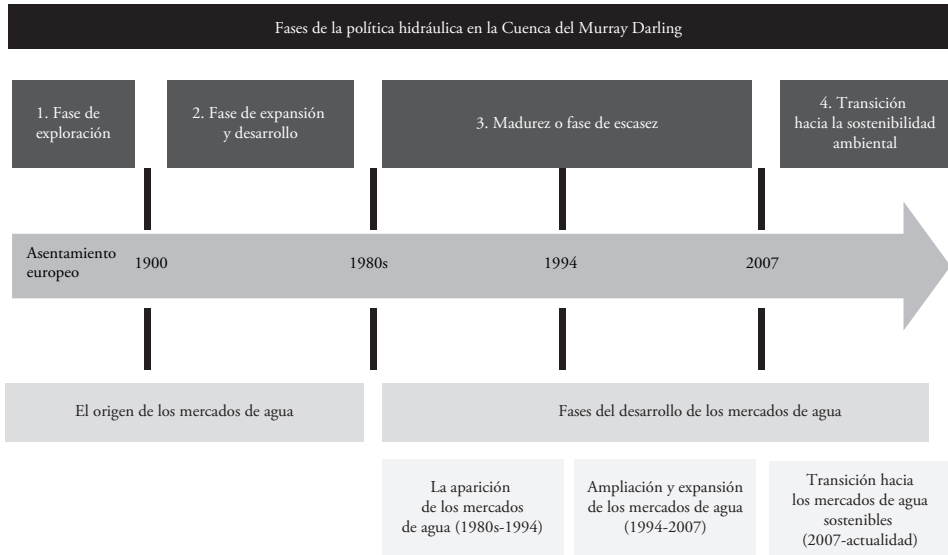 Fases de la política hidráulica en la Cuenca del Murray Darling
1. Fase de
exploración
2. Fase de expansión
y desarrollo
3. Madurez o fase de escasez
4. Transición
hacia la sostenibilidad
ambiental
Asentamiento
europeo
1900
1980s
1994
2007
El origen de los mercados de agua
Fases del desarrollo de los mercados de agua
La aparición
de los mercados
de agua (1980s-1994)
Ampliación y expansión
de los mercados de agua
(1994-2007)
Transición hacia
los mercados de agua
sostenibles
(2007-actualidad)